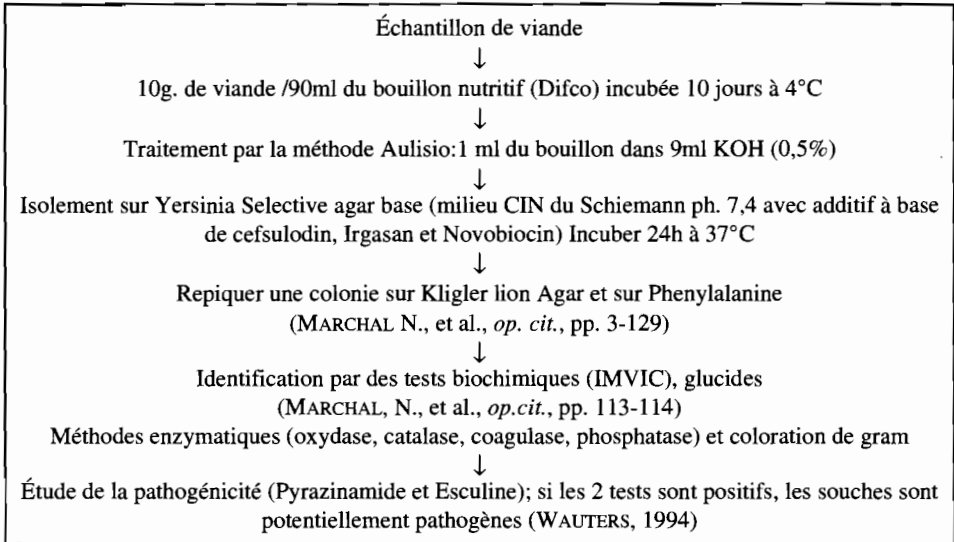 Échantillon de viande
↓
10g. de viande /90ml du bouillon nutritif (Difco) incubée 10 jours à 4°C
↓
Traitement par la méthode Aulisio:1 ml du bouillon dans 9ml KOH (0,5%)
↓
Isolement sur Yersinia Selective agar base (milieu CIN du Schiemann ph. 7,4 avec additif à base
de cefsulodin, Irgasan et Novobiocin) Incuber 24h à 37°C
↓
Repiquer une colonie sur Kligler lion Agar et sur Phenylalanine
(MARCHAL N., et al., op. cit., pp. 3-129)
↓
Identification par des tests biochimiques (IMVIC), glucides
(MARCHAL, N., et al., op.cit., pp. 113-114)
Méthodes enzymatiques (oxydase, catalase, coagulase, phosphatase) et coloration de gram
↓
Étude de la pathogénicité (Pyrazinamide et Esculine); si les 2 tests sont positifs, les souches sont
potentiellement pathogènes (WAUTERS, 1994)